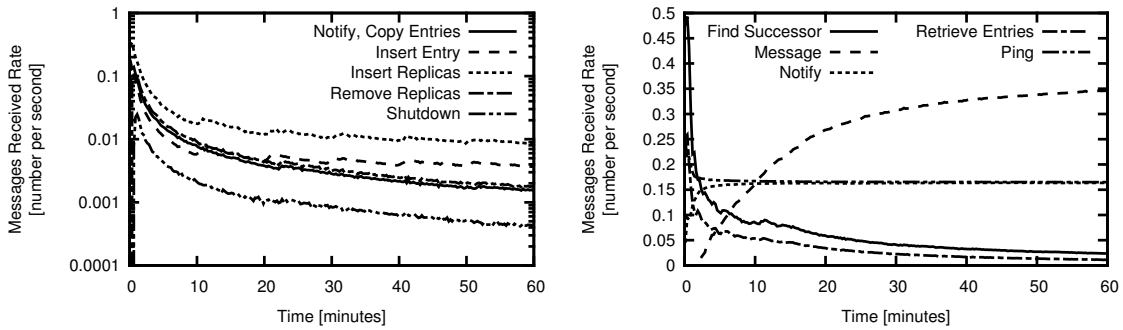 Messages Received Rate
[number per second]
1
0.1
0.01
0.001
0.0001
Notify, Copy Entries
Insert Entry
Insert Replicas
Remove Replicas
Shutdown
0 10 20 30 40 50 60
Time [minutes]
Messages Received Rate
[number per second]
0.5
0.45
0.4
0.35
0.3
0.25
0.2
0.15
0.1
0.05
0
Find Successor
Message
Notify
Retrieve Entries
Ping
0 10 20 30 40 50 60
Time [minutes]